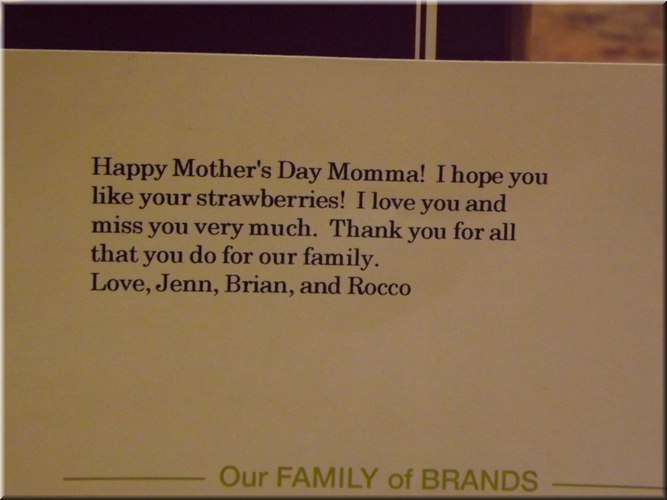 Happy Mother's Day Momma!  I hope you
like your strawberries!  I love you and
miss you very much.  Thank you for all
that you do for our family.
Love, Jenn, Brian, and Rocco
Our FAMILY of BRANDS